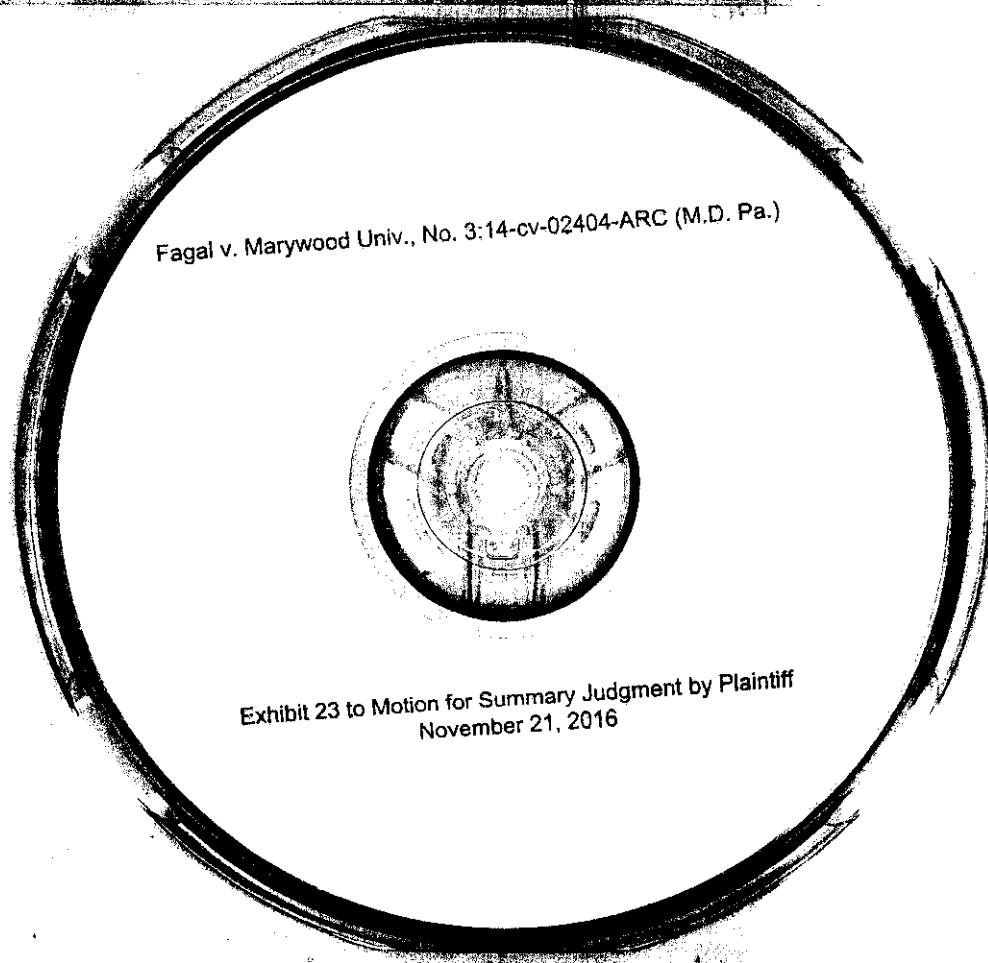 Fagal v. Marywood Univ., No. 3:14-cv-02404-ARC (M.D. Pa.)
Exhibit 23 to Motion for Summary Judgment by Plaintiff
November 21, 2016